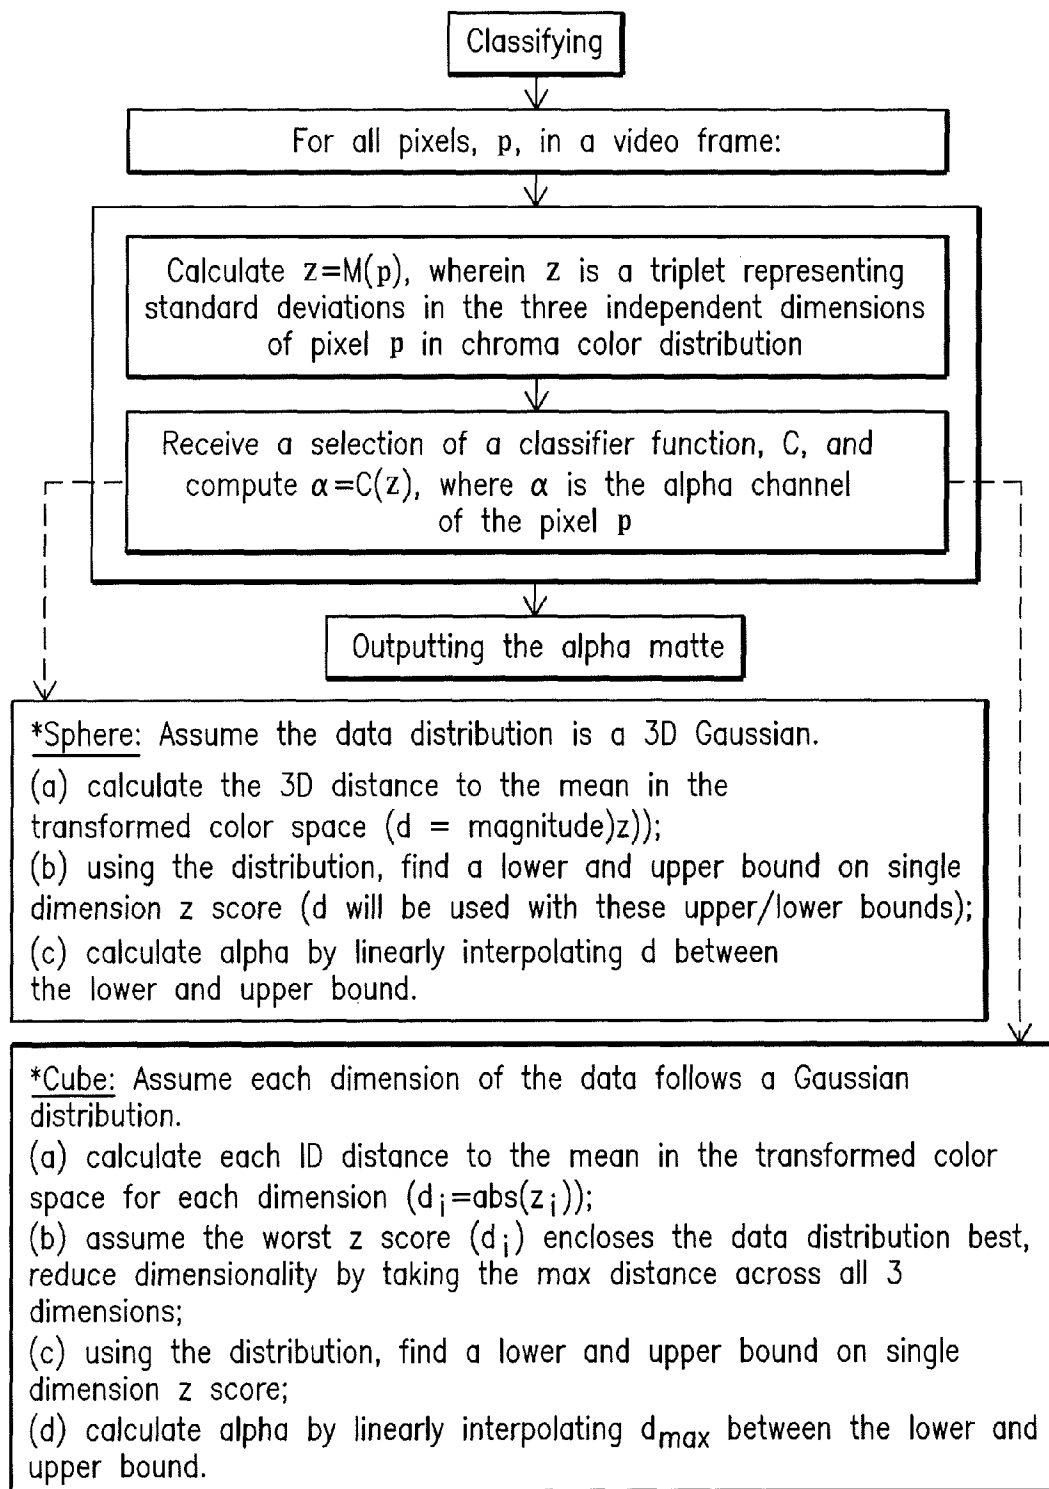 Classifying
For all pixels, p, in a video frame:
Calculate z=M(p), wherein z is a triplet representing
standard deviations in the three independent dimensions
of pixel p in chroma color distribution
Receive a selection of a classifier function, C, and
compute α=C(z), where α is the alpha channel
of the pixel p
Outputting the alpha matte
*Sphere: Assume the data distribution is a 3D Gaussian.
(a) calculate the 3D distance to the mean in the
transformed color space (d = magnitude)z));
(b) using the distribution, find a lower and upper bound on single
dimension z score (d will be used with these upper/lower bounds);
(c) calculate alpha by linearly interpolating d between
the lower and upper bound.
*Cube: Assume each dimension of the data follows a Gaussian
distribution.
(a) calculate each ID distance to the mean in the transformed color
space for each dimension (di=abs(zi));
(b) assume the worst z score (di) encloses the data distribution best,
reduce dimensionality by taking the max distance across all 3
dimensions;
(c) using the distribution, find a lower and upper bound on single
dimension z score;
(d) calculate alpha by linearly interpolating dmax between the lower and
upper bound.